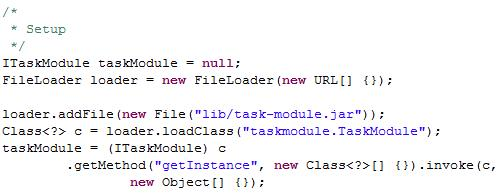 /*
 * Setup
 */
ITaskModule taskModule = null;
FileLoader loader = new FileLoader(new URL[] {});

loader.addFile(new File("lib/task-module.jar"));
Class<?> c = loader.loadClass("taskmodule.TaskModule");
taskModule = (ITaskModule) c
        .getMethod("getInstance", new Class<?>[] {}).invoke(c,
                new Object[] {});